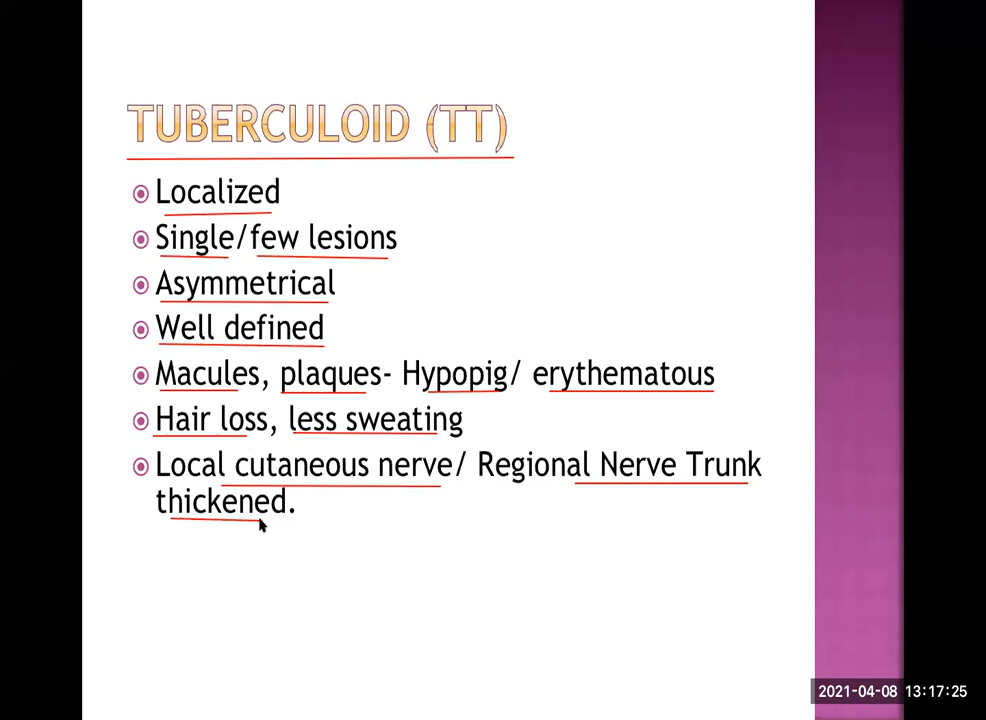 TUBERCULOID (TT)
Localized
Single/few lesions
Asymmetrical
Well defined
Macules, plaques- Hypopig/ erythematous
Hair loss, less sweating
Local cutaneous nerve/ Regional Nerve Trunk
thickened.
2021-04-08 13:17:25